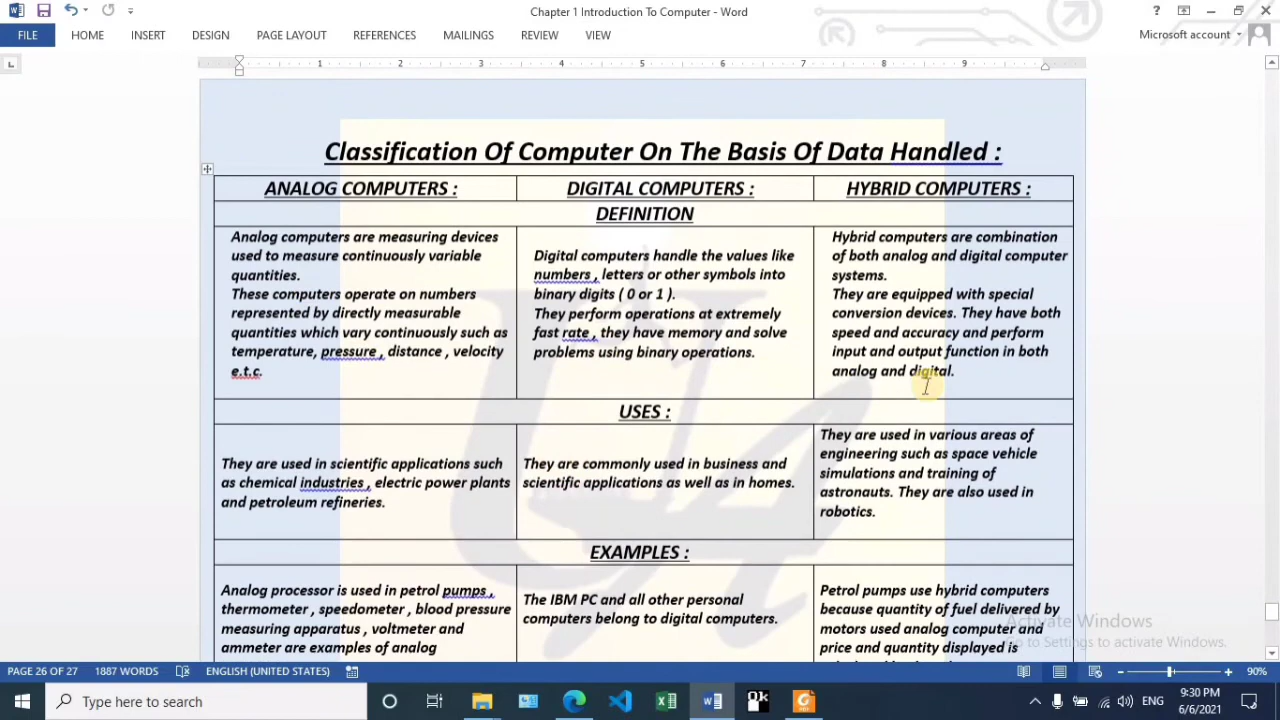 Chapter 1 Introduction To Computer - Word
?
FILE HOME INSERT DESIGN PAGE LAYOUT REFERENCES MAILINGS REVIEW VIEW Microsoft account
1 2 3 4 5 6 7 8 9
Classification Of Computer On The Basis Of Data Handled :
ANALOG COMPUTERS : DIGITAL COMPUTERS : HYBRID COMPUTERS :
DEFINITION
Analog computers are measuring devices
used to measure continuously variable
quantities.
These computers operate on numbers
represented by directly measurable
quantities which vary continuously such as
temperature, pressure , distance , velocity
e.t.c.
Digital computers handle the values like
numbers , letters or other symbols into
binary digits ( 0 or 1 ).
They perform operations at extremely
fast rate , they have memory and solve
problems using binary operations.
Hybrid computers are combination
of both analog and digital computer
systems.
They are equipped with special
conversion devices. They have both
speed and accuracy and perform
input and output function in both
analog and digital.
USES :
They are used in scientific applications such
as chemical industries , electric power plants
and petroleum refineries.
They are commonly used in business and
scientific applications as well as in homes.
They are used in various areas of
engineering such as space vehicle
simulations and training of
astronauts. They are also used in
robotics.
EXAMPLES :
Analog processor is used in petrol pumps ,
thermometer , speedometer , blood pressure
measuring apparatus , voltmeter and
ammeter are examples of analog
The IBM PC and all other personal
computers belong to digital computers.
Petrol pumps use hybrid computers
because quantity of fuel delivered by
motors used analog computer and
price and quantity displayed is
Activate Windows
Go to Settings to activate Windows.
PAGE 26 OF 27 1887 WORDS ENGLISH (UNITED STATES) 90%
Type here to search
ENG
9:30 PM
6/6/2021